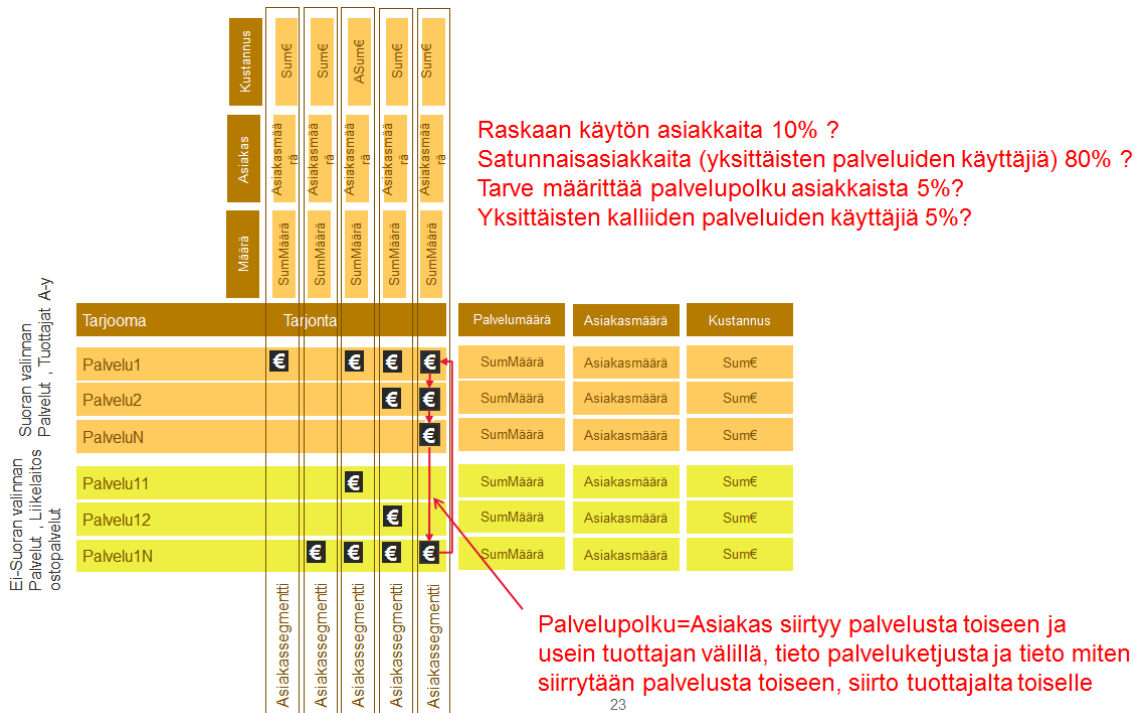 Kustannus
Sum€
Sum€
ASum€
Sum€
Sum€
Asiakas
Asiakasmää
rä
Asiakasmää
rä
Asiakasmää
rä
Asiakasmää
rä
Asiakasmää
rä
Määrä
SumMäärä
SumMäärä
SumMäärä
SumMäärä
SumMäärä
Raskaan käytön asiakkaita 10% ?
Satunnaisasiakkaita (yksittäisten palveluiden käyttäjiä) 80% ?
Tarve määrittää palvelupolku asiakkaista 5%?
Yksittäisten kalliiden palveluiden käyttäjiä 5%?
Tarjooma Tarjonta Palvelumäärä Asiakasmäärä Kustannus
Suoran valinnan
Palvelut , Tuottajat A-y
Palvelu1 € € € € SumMäärä Asiakasmäärä Sum€
Palvelu2 € € SumMäärä Asiakasmäärä Sum€
PalveluN € SumMäärä Asiakasmäärä Sum€
Ei-Suoran valinnan
Palvelut , Liikelaitos
ostopalvelut
Palvelu11 € SumMäärä Asiakasmäärä Sum€
Palvelu12 € SumMäärä Asiakasmäärä Sum€
Palvelu1N € € € € SumMäärä Asiakasmäärä Sum€
Asiakassegmentti
Asiakassegmentti
Asiakassegmentti
Asiakassegmentti
Asiakassegmentti
Palvelupolku=Asiakas siirtyy palvelusta toiseen ja
usein tuottajan välillä, tieto palveluketjusta ja tieto miten
siirrytään palvelusta toiseen, siirto tuottajalta toiselle
23